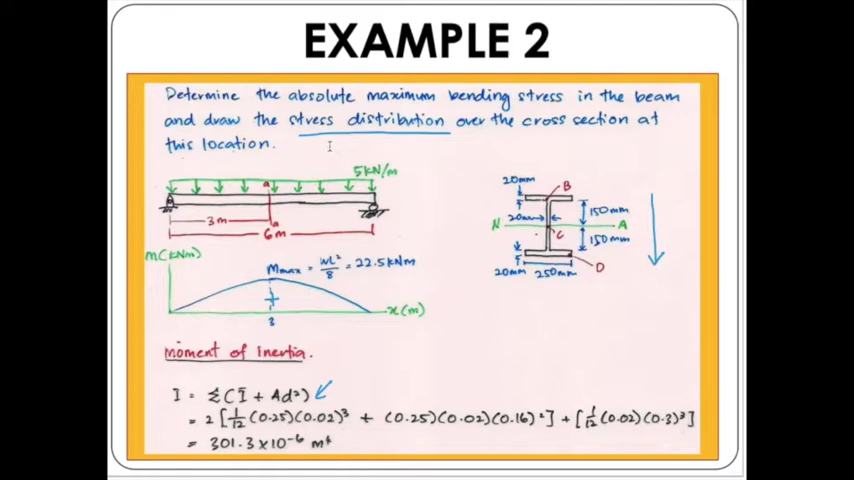 EXAMPLE 2
Determine the absolute maximum bending stress in the beam
and draw the stress distribution over the cross section at
this location.
5kN/m
a
a
3m
6m
20mm
B
20mm
150mm
N
A
C
150mm
D
20mm
250mm
M(KNm)
Mmax = WL²/8 = 22.5KNm
x(m)
3
moment of Inertia.
I = Σ(Ī + Ad²)
= 2[1/12(0.25)(0.02)³ + (0.25)(0.02)(0.16)²] + [1/12(0.02)(0.3)³]
= 301.3×10⁻⁶ m⁴